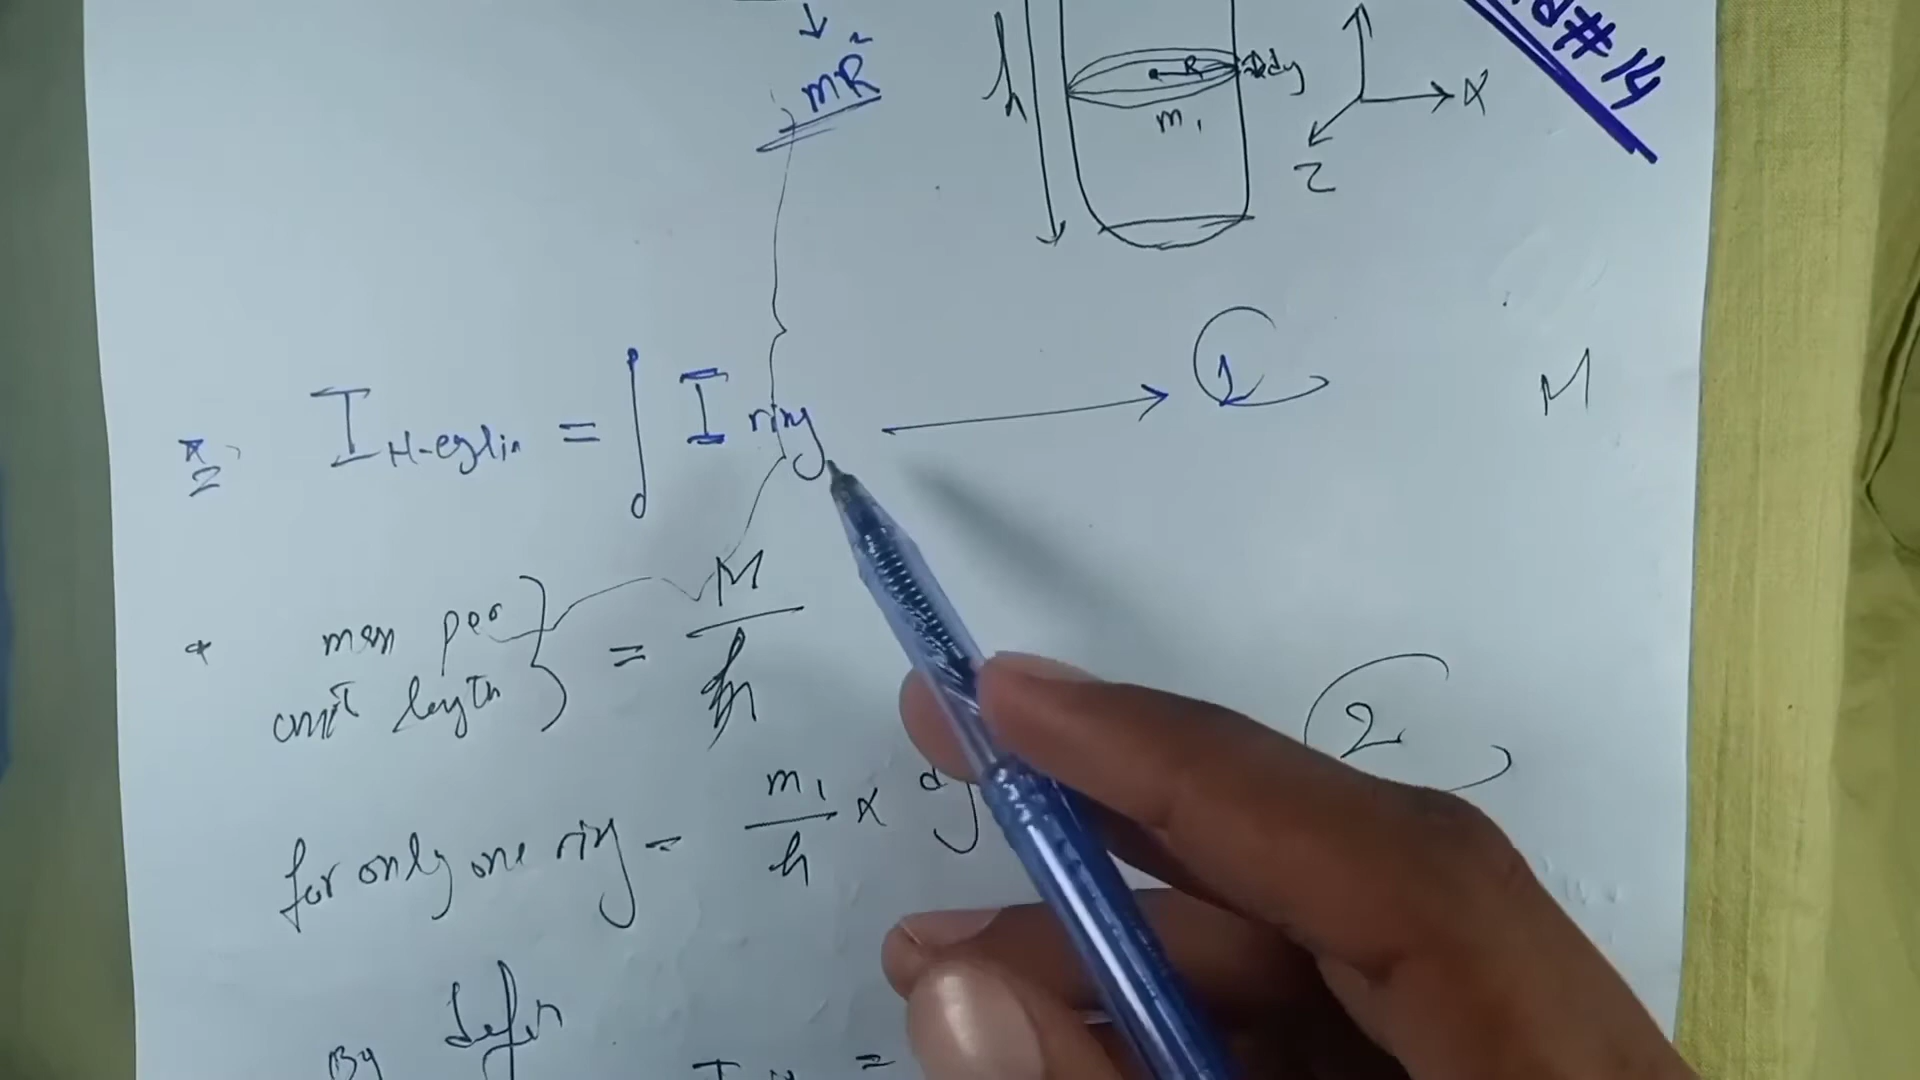 ↓
mR²
h
R
dy
m₁
x
z
d#14
I H-cylin = ∫ I ring → 1
M
* mass per unit length } = M/h
2
for only one ring = m₁/h × dy
By defin
I H =